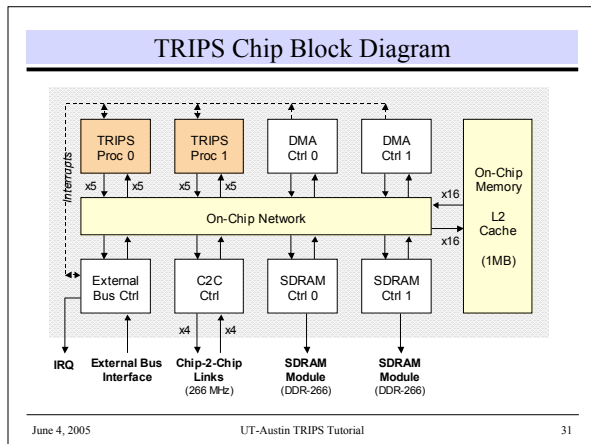 TRIPS Chip Block Diagram
Interrupts
TRIPS
Proc 0
TRIPS
Proc 1
DMA
Ctrl 0
DMA
Ctrl 1
On-Chip
Memory
L2
Cache
(1MB)
x5
x5
x5
x5
x16
x16
On-Chip Network
External
Bus Ctrl
C2C
Ctrl
SDRAM
Ctrl 0
SDRAM
Ctrl 1
x4
x4
IRQ
External Bus
Interface
Chip-2-Chip
Links
(266 MHz)
SDRAM
Module
(DDR-266)
SDRAM
Module
(DDR-266)
June 4, 2005
UT-Austin TRIPS Tutorial
31